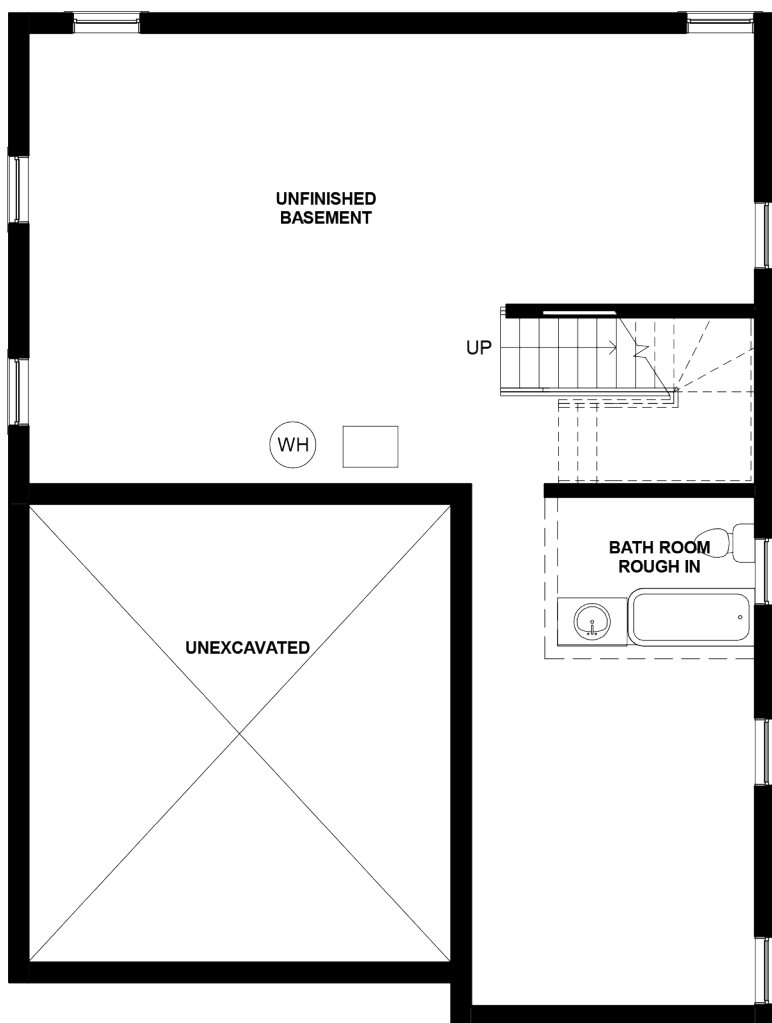 UNFINISHED
BASEMENT
UP
WH
BATH ROOM
ROUGH IN
UNEXCAVATED